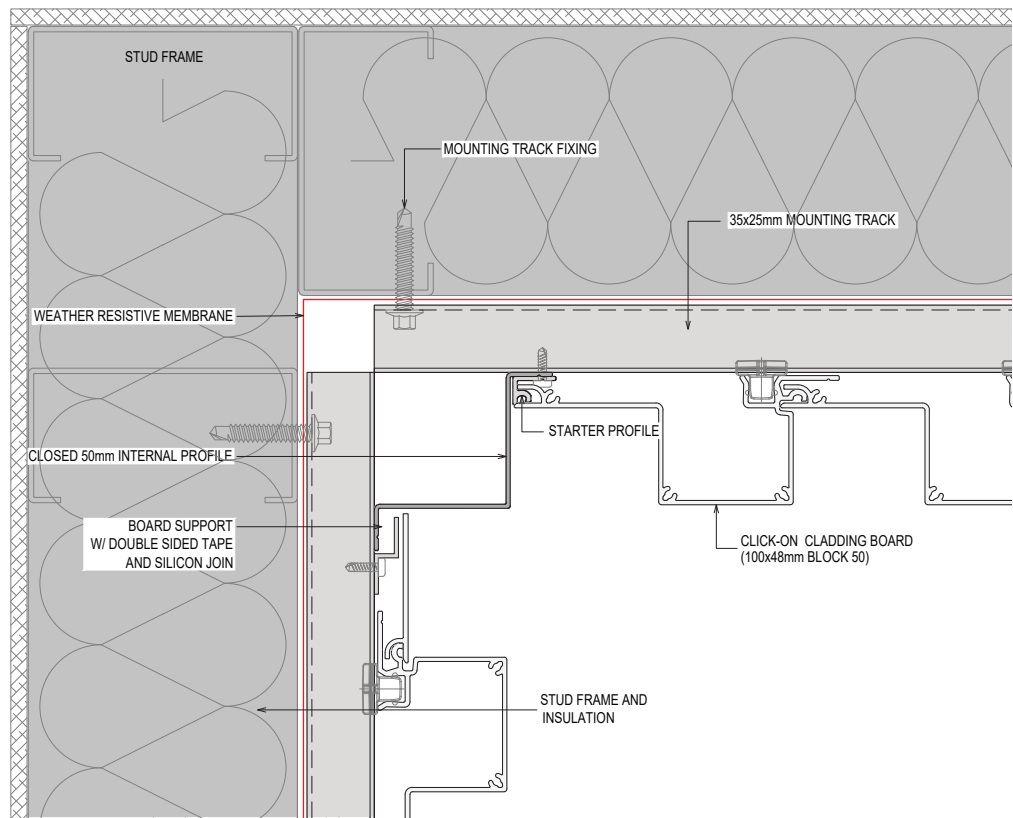 STUD FRAME
MOUNTING TRACK FIXING
35x25mm MOUNTING TRACK
WEATHER RESISTIVE MEMBRANE
STARTER PROFILE
CLOSED 50mm INTERNAL PROFILE
BOARD SUPPORT
W/ DOUBLE SIDED TAPE
AND SILICON JOIN
CLICK-ON CLADDING BOARD
(100x48mm BLOCK 50)
STUD FRAME AND
INSULATION